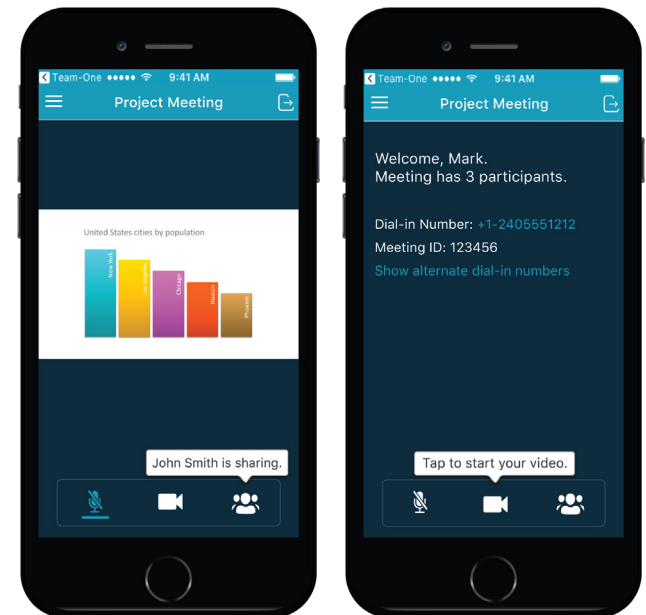 Team-One
9:41 AM
Project Meeting
United States cities by population
New York
Los Angeles
Chicago
Huston
Phoenix
John Smith is sharing.
Team-One
9:41 AM
Project Meeting
Welcome, Mark.
Meeting has 3 participants.
Dial-in Number: +1-2405551212
Meeting ID: 123456
Show alternate dial-in numbers
Tap to start your video.